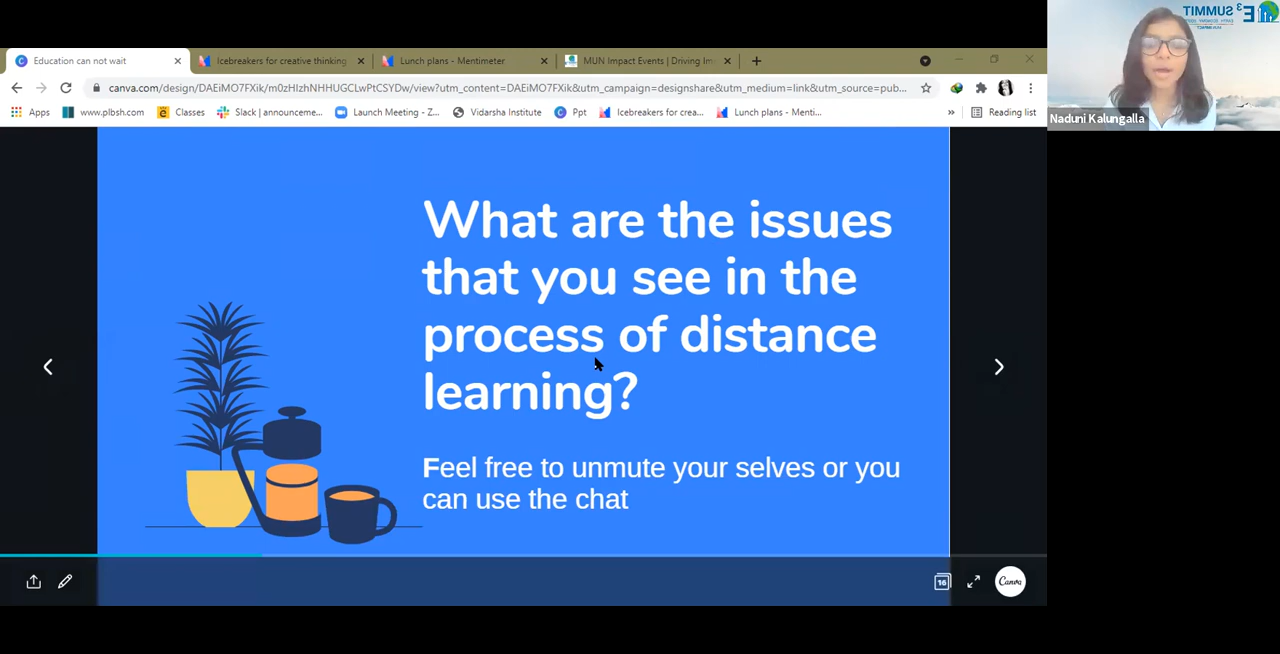 Education can not wait
Icebreakers for creative thinking
Lunch plans - Mentimeter
MUN Impact Events | Driving Im
canva.com/design/DAEiMO7FXik/m0zHIzhNHHUGCLwPtCSYDw/view?utm_content=DAEiMO7FXik&utm_campaign=designshare&utm_medium=link&utm_source=pub...
Apps
www.plbsh.com
Classes
Slack | announceme...
Launch Meeting - Z...
Vidarsha Institute
Ppt
Icebreakers for crea...
Lunch plans - Menti...
»
Reading list
What are the issues
that you see in the
process of distance
learning?
Feel free to unmute your selves or you
can use the chat
16
Canva
E³ SUMMIT
Naduni Kalungalla